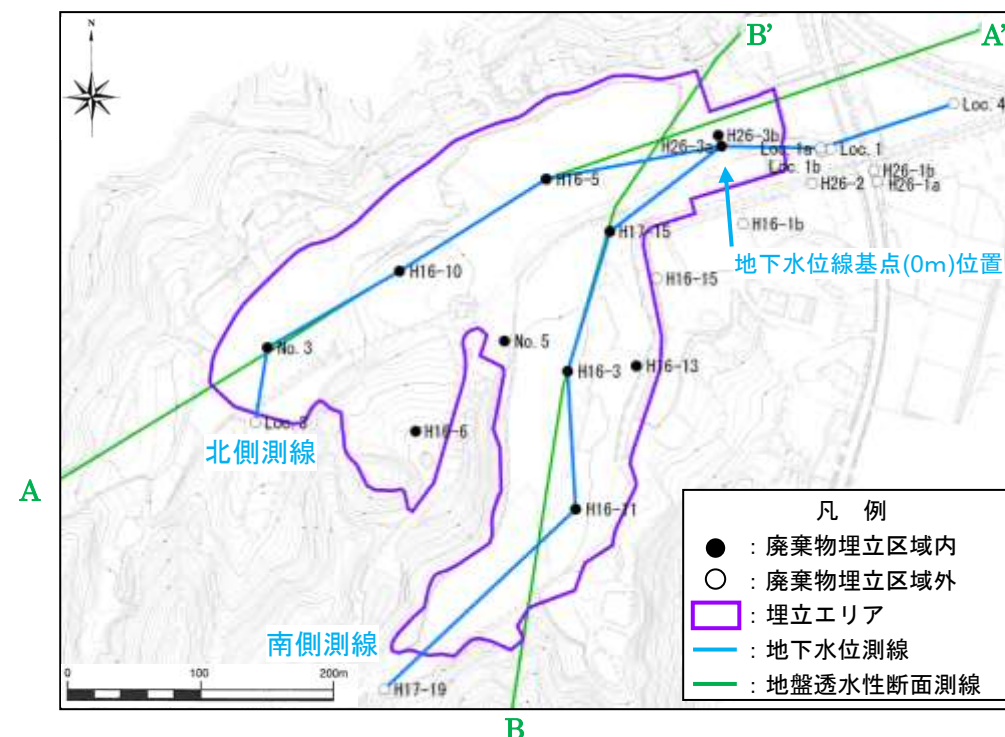 B'
A'
N
Loc. 4
H26-3b
H26-3a
Loc. 1a
Loc. 1
Loc. 1b
H26-1b
H26-2
H26-1a
H16-5
H16-1b
H17-15
地下水位線基点(0m)位置
H16-10
H16-15
No. 3
No. 5
H16-3
H16-13
Loc. 3
H16-6
北側測線
A
H16-11
南側測線
H17-19
0 100 200m
凡 例
:廃棄物埋立区域内
:廃棄物埋立区域外
:埋立エリア
:地下水位測線
:地盤透水性断面測線
B